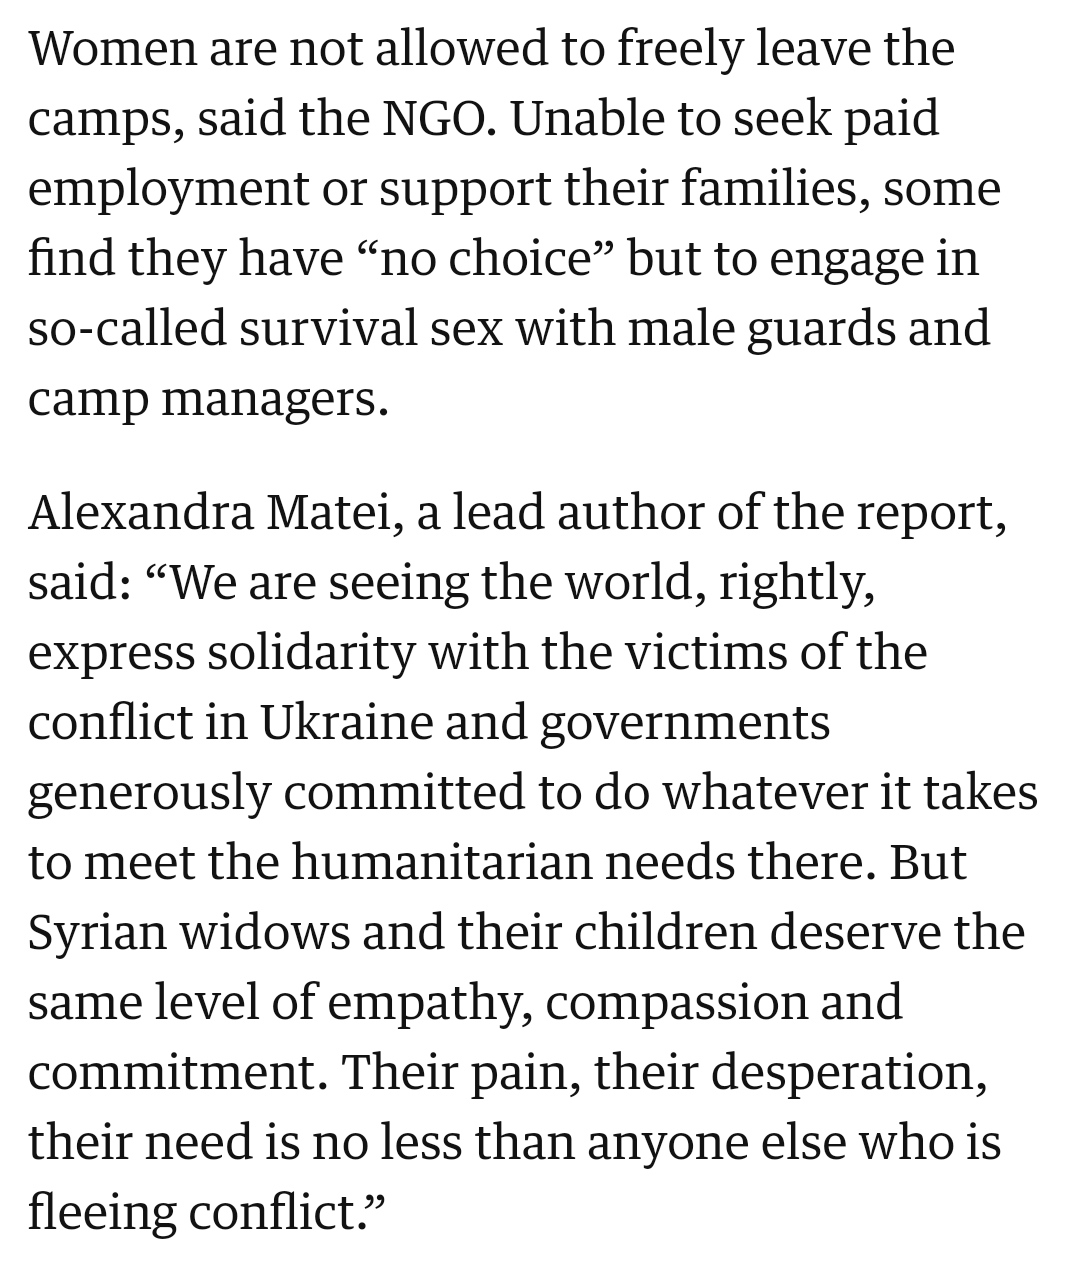 Women are not allowed to freely leave the
camps, said the NGO. Unable to seek paid
employment or support their families, some
find they have “no choice” but to engage in
so-called survival sex with male guards and
camp managers.
Alexandra Matei, a lead author of the report,
said: “We are seeing the world, rightly,
express solidarity with the victims of the
conflict in Ukraine and governments
generously committed to do whatever it takes
to meet the humanitarian needs there. But
Syrian widows and their children deserve the
same level of empathy, compassion and
commitment. Their pain, their desperation,
their need is no less than anyone else who is
fleeing conflict.”